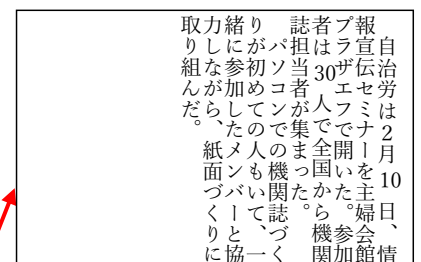 自治労は2月10日、情
報宣伝セミナーを主婦会館
プラザエフで開いた。参加
者は30人で全国から機関
誌担当者が集まった。
パソコンでの機関誌づく
りが初めての人もいて、一
緒に参加したメンバーと協
力しながら、紙面づくりに
取り組んだ。